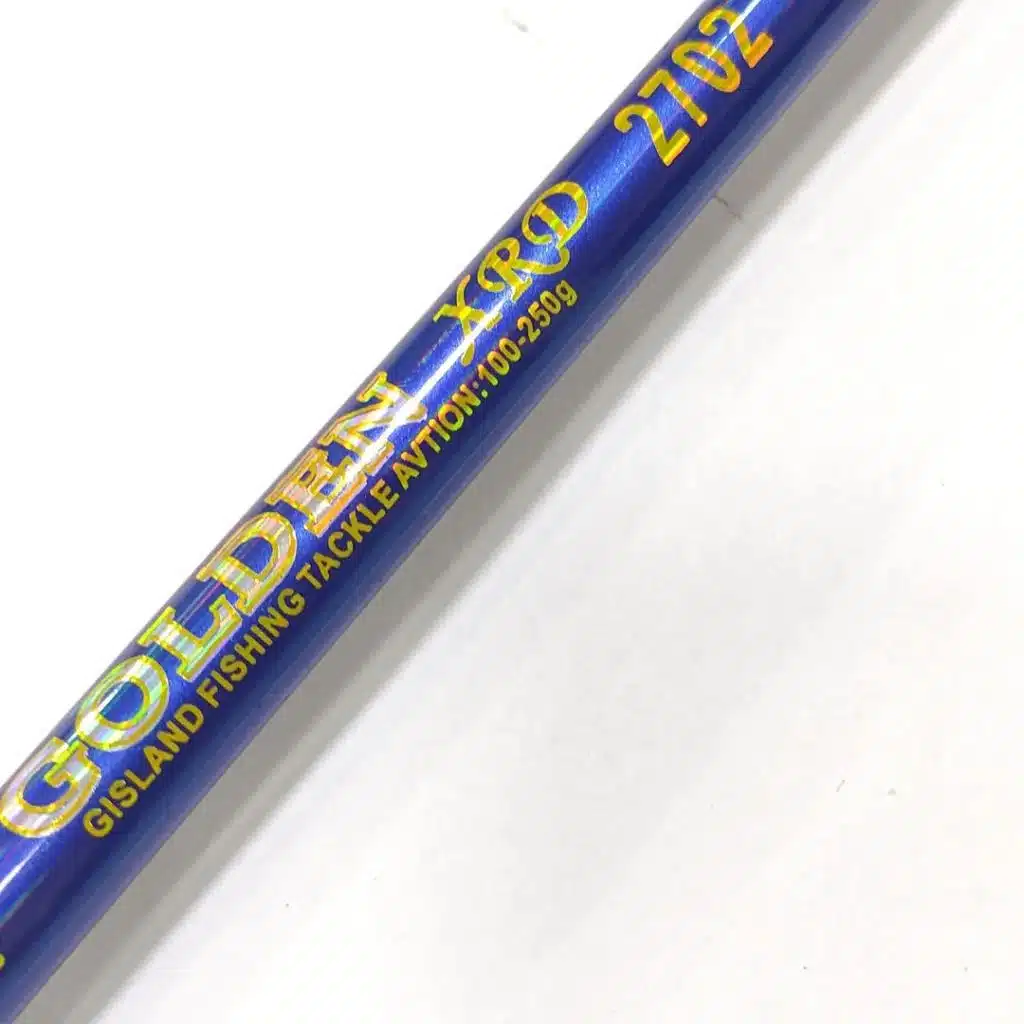 GOLDEN XRD 2702
GISLAND FISHING TACKLE AVTION:100-250g